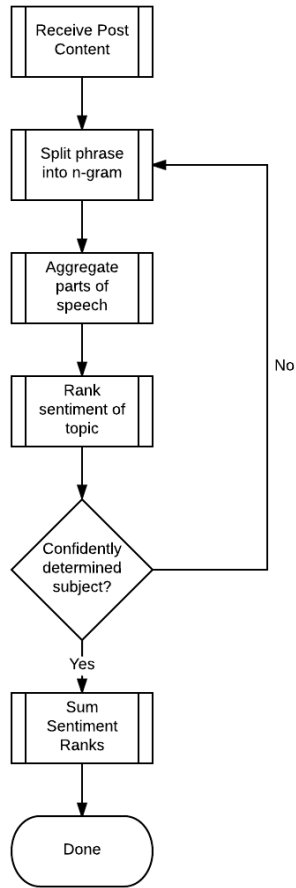 Receive Post
Content
Split phrase
into n-gram
Aggregate
parts of
speech
Rank
sentiment of
topic
No
Confidently
determined
subject?
Yes
Sum
Sentiment
Ranks
Done